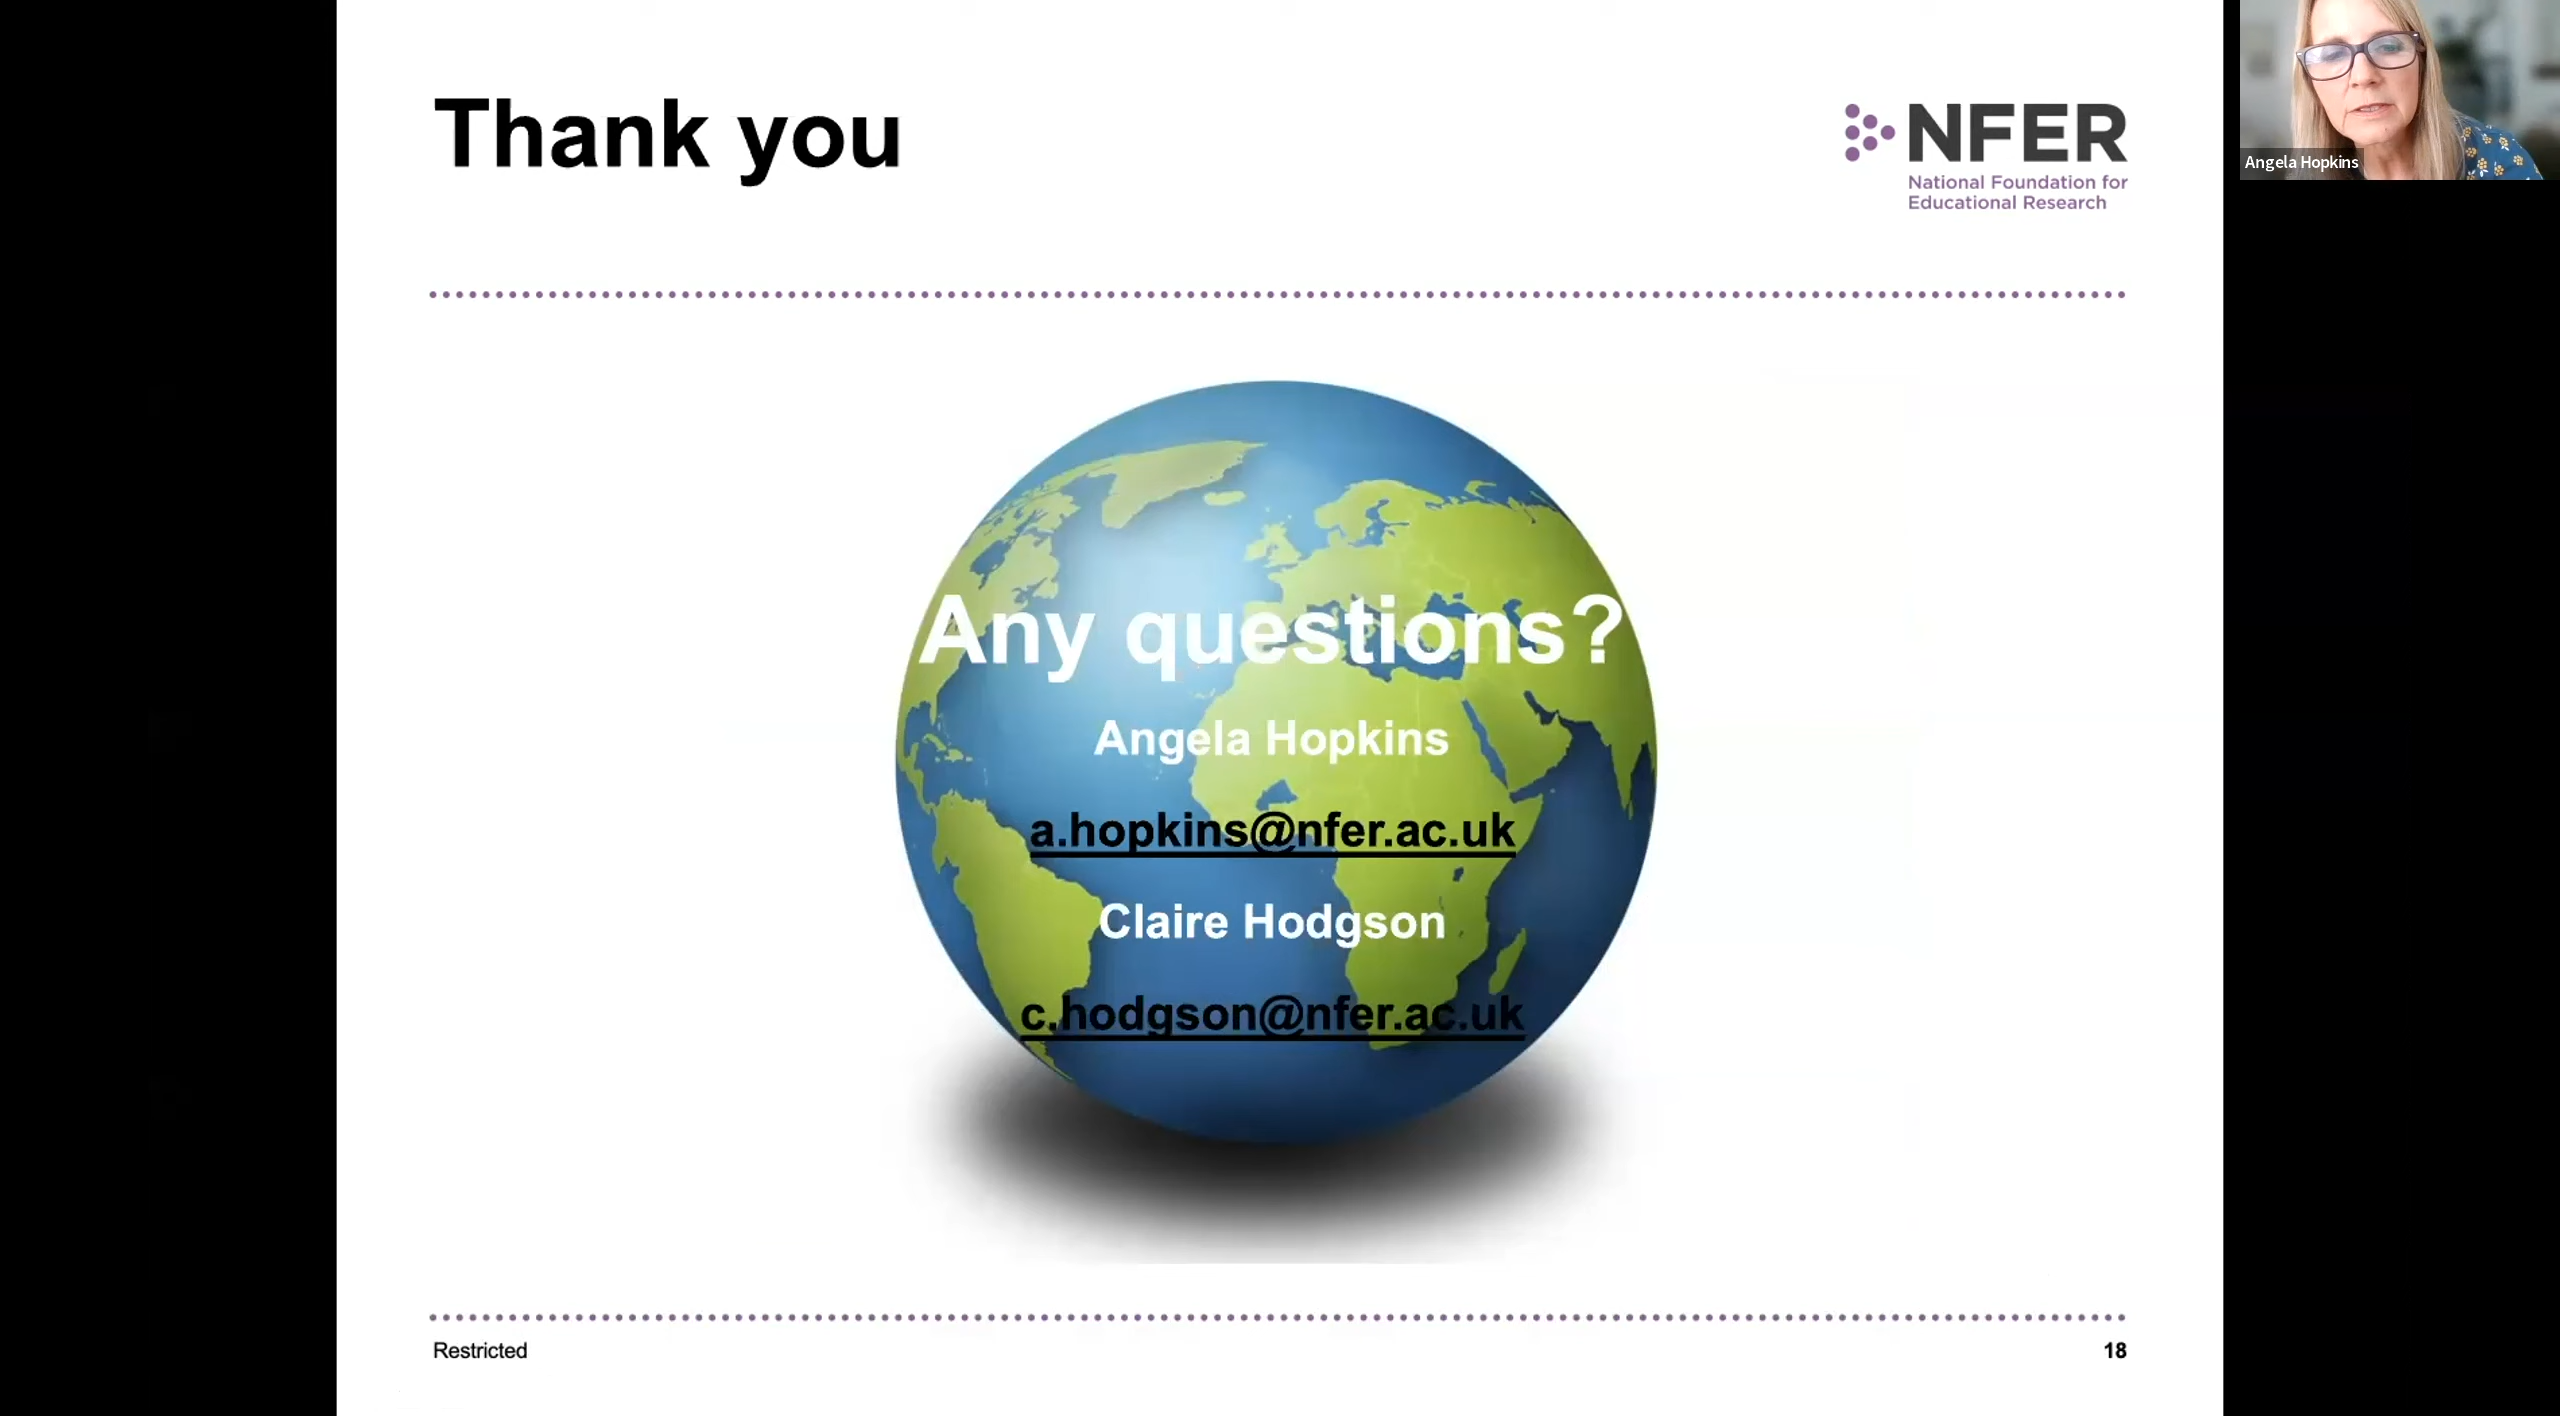 Thank you
NFER
National Foundation for
Educational Research
Angela Hopkins
Any questions?
Angela Hopkins
a.hopkins@nfer.ac.uk
Claire Hodgson
c.hodgson@nfer.ac.uk
Restricted
18